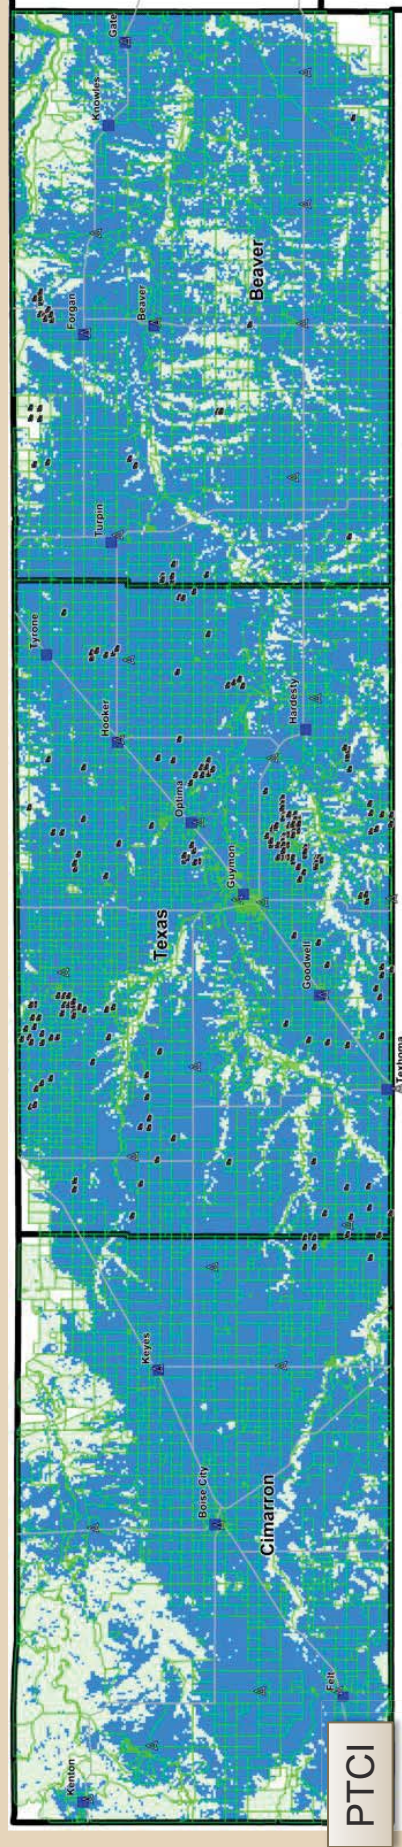 Kenton
Felt
Boise City
Cimarron
Keyes
Texhoma
Goodwell
Texas
Guymon
Optima
Hardesty
Hooker
Tyrone
Turpin
Forgan
Beaver
Beaver
Knowles
Gate
PTCI